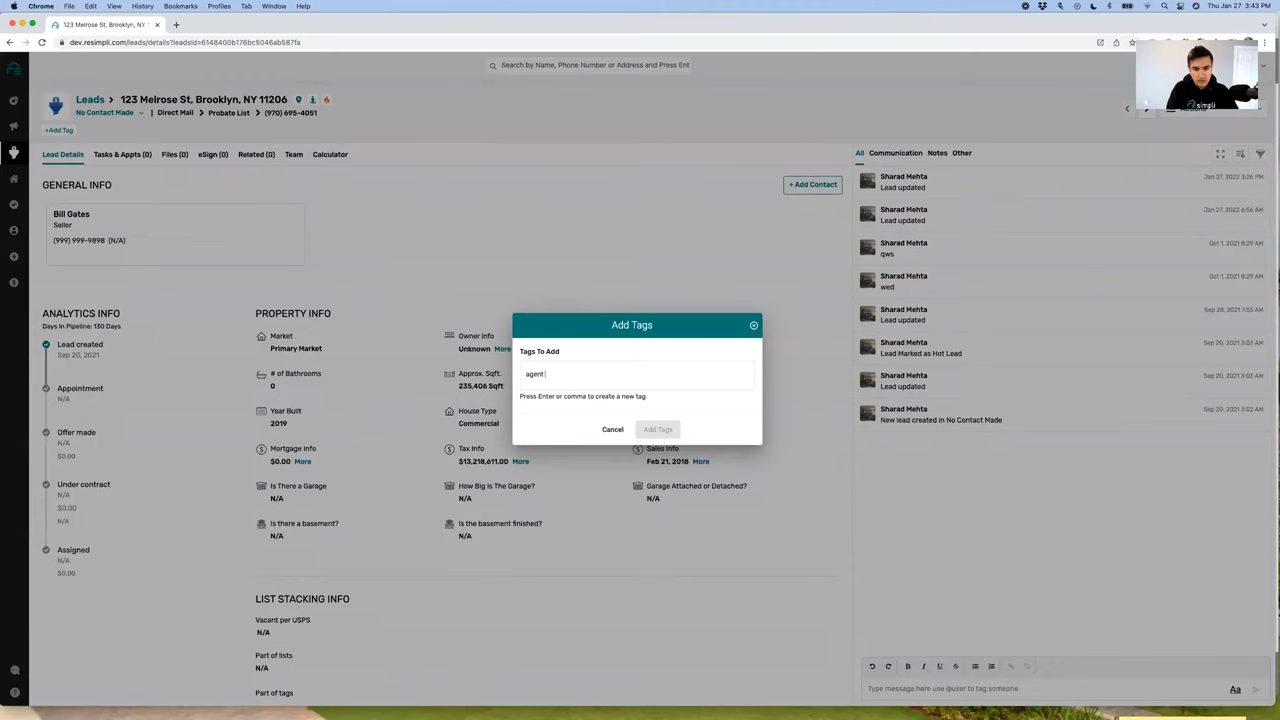 Chrome File Edit View History Bookmarks Profiles Tab Window Help
Thu Jan 27 3:43 PM
123 Melrose St, Brooklyn, NY
dev.resimpli.com/leads/details?leadsId=6148400b176bc5046ab587fa
Search by Name, Phone Number or Address and Press Ent
Leads > 123 Melrose St, Brooklyn, NY 11206
No Contact Made | Direct Mail > Probate List > (970) 695-4051
Actions
+Add Tag
Lead Details Tasks & Appts (0) Files (0) eSign (0) Related (0) Team Calculator
GENERAL INFO
+ Add Contact
Bill Gates
Seller
(999) 999-9898 (N/A)
ANALYTICS INFO
Days In Pipeline: 130 Days
Lead created
Sep 20, 2021
Appointment
N/A
Offer made
N/A
$0.00
Under contract
N/A
$0.00
N/A
Assigned
N/A
$0.00
PROPERTY INFO
Market
Primary Market
Owner info
Unknown More
# of Bathrooms
0
Approx. Sqft.
235,406 Sqft
Year Built
2019
House Type
Commercial
Mortgage Info
$0.00 More
Tax Info
$13,218,611.00 More
Sales Info
Feb 21, 2018 More
Is There a Garage
N/A
How Big Is The Garage?
N/A
Garage Attached or Detached?
N/A
Is there a basement?
N/A
Is the basement finished?
N/A
LIST STACKING INFO
Vacant per USPS
N/A
Part of lists
N/A
Part of tags
Add Tags
Tags To Add
agent
Press Enter or comma to create a new tag
Cancel Add Tags
All Communication Notes Other
Sharad Mehta Jan 27, 2022 3:26 PM
Lead updated
Sharad Mehta Jan 27, 2022 6:56 AM
Lead updated
Sharad Mehta Oct 1, 2021 8:29 AM
qws
Sharad Mehta Oct 1, 2021 8:29 AM
wed
Sharad Mehta Sep 28, 2021 7:55 AM
Lead updated
Sharad Mehta Sep 20, 2021 3:03 AM
Lead Marked as Hot Lead
Sharad Mehta Sep 20, 2021 3:03 AM
Lead updated
Sharad Mehta Sep 20, 2021 3:02 AM
New lead created in No Contact Made
B I U S
Type message here use @user to tag someone
Aa
simpli